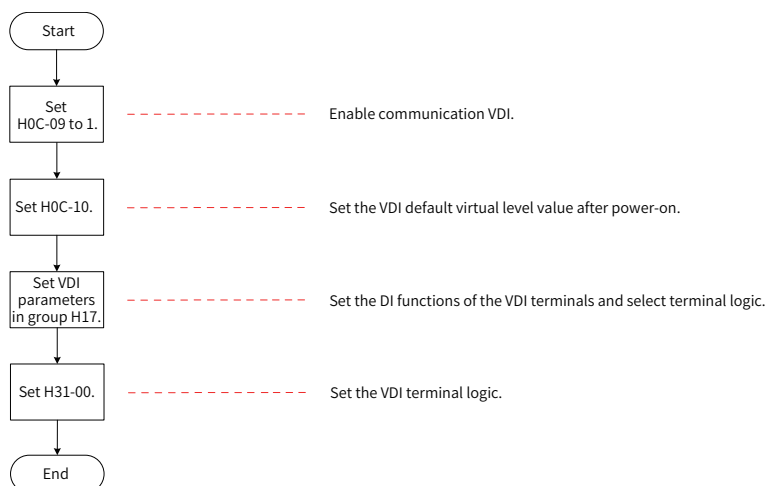 Start
Set
H0C-09 to 1.
Enable communication VDI.
Set H0C-10.
Set the VDI default virtual level value after power-on.
Set VDI
parameters
in group H17.
Set the DI functions of the VDI terminals and select terminal logic.
Set H31-00.
Set the VDI terminal logic.
End